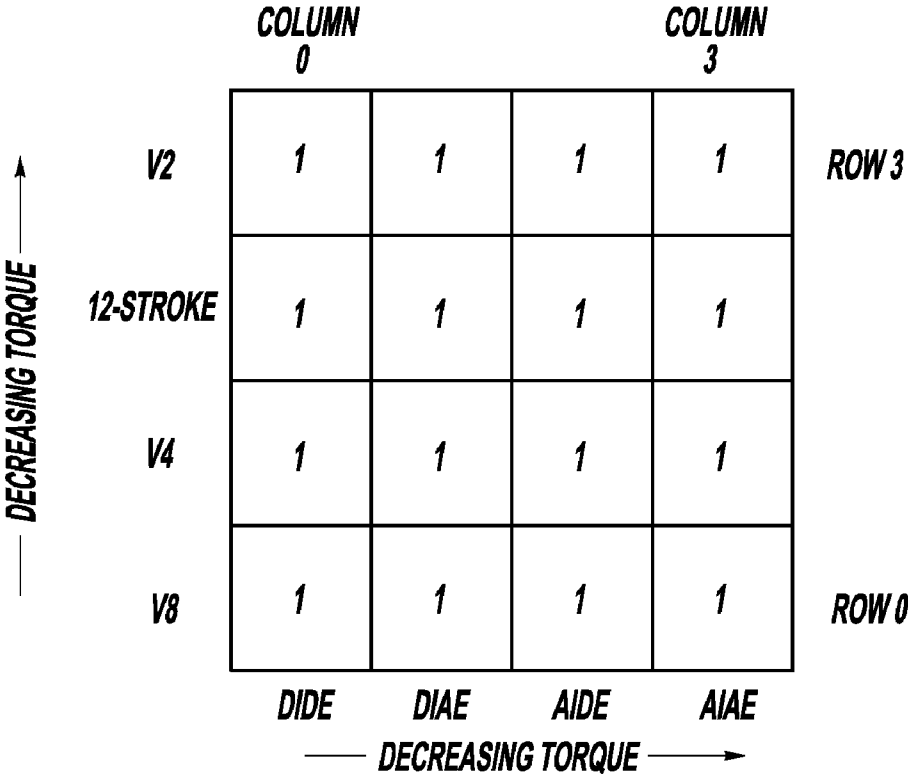 COLUMN 0 COLUMN 3
V2 1 1 1 1 ROW 3
12-STROKE 1 1 1 1
V4 1 1 1 1
V8 1 1 1 1 ROW 0
DIDE DIAE AIDE AIAE
DECREASING TORQUE
DECREASING TORQUE